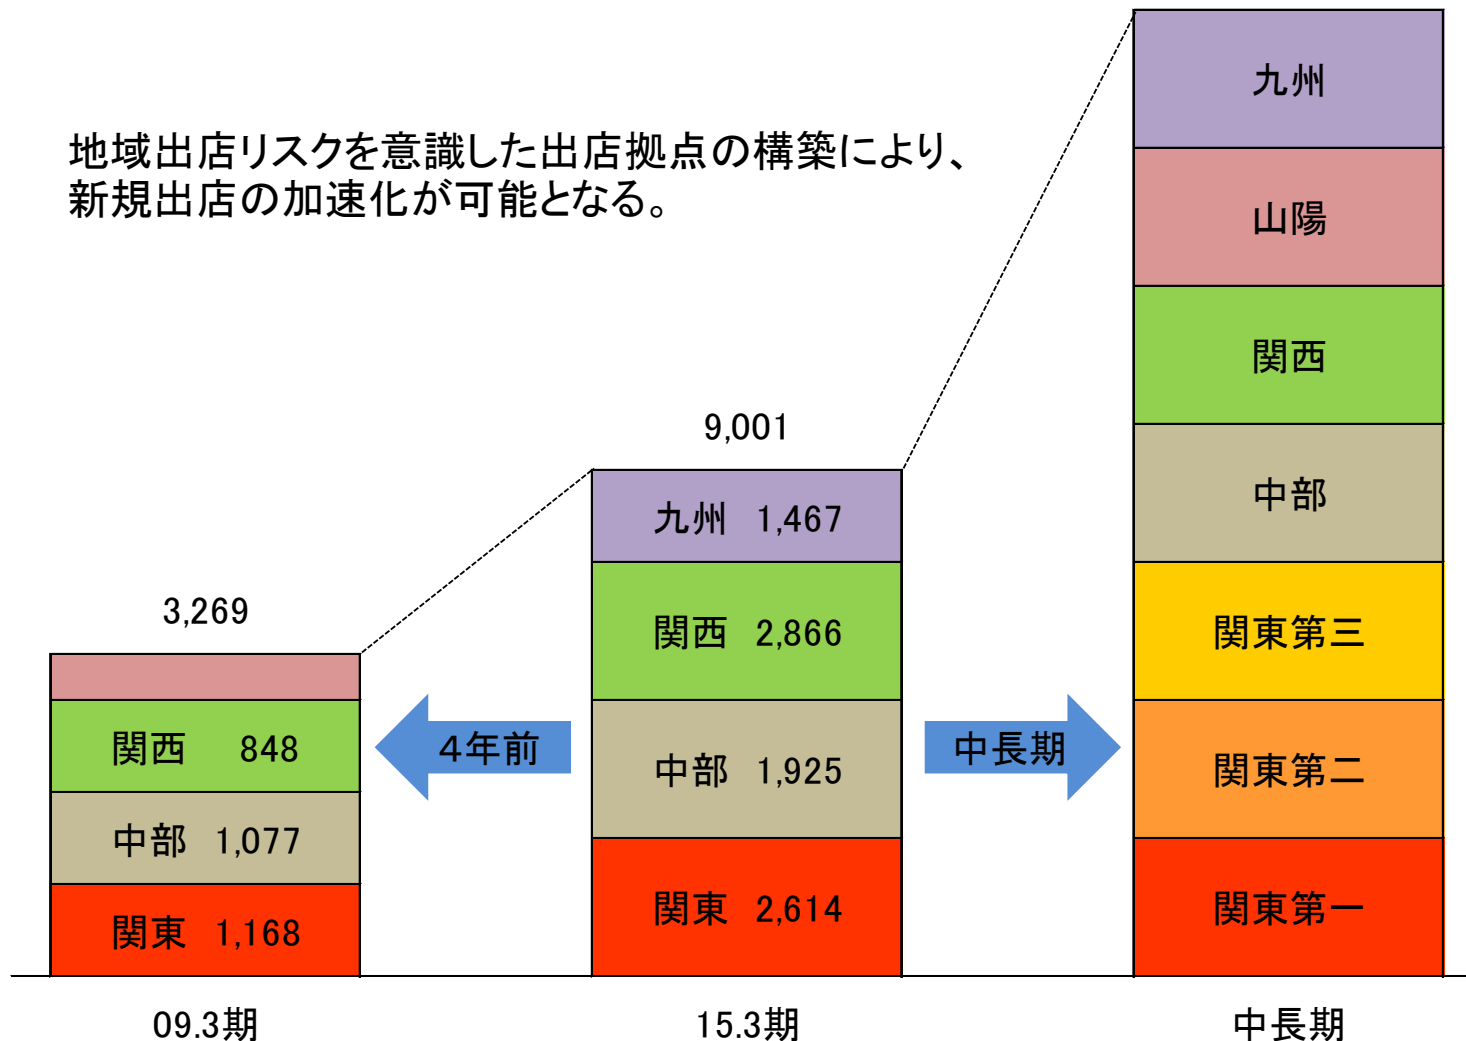 地域出店リスクを意識した出店拠点の構築により、
新規出店の加速化が可能となる。
3,269
関西 848
中部 1,077
関東 1,168
09.3期
4年前
9,001
九州 1,467
関西 2,866
中部 1,925
関東 2,614
15.3期
中長期
九州
山陽
関西
中部
関東第三
関東第二
関東第一
中長期